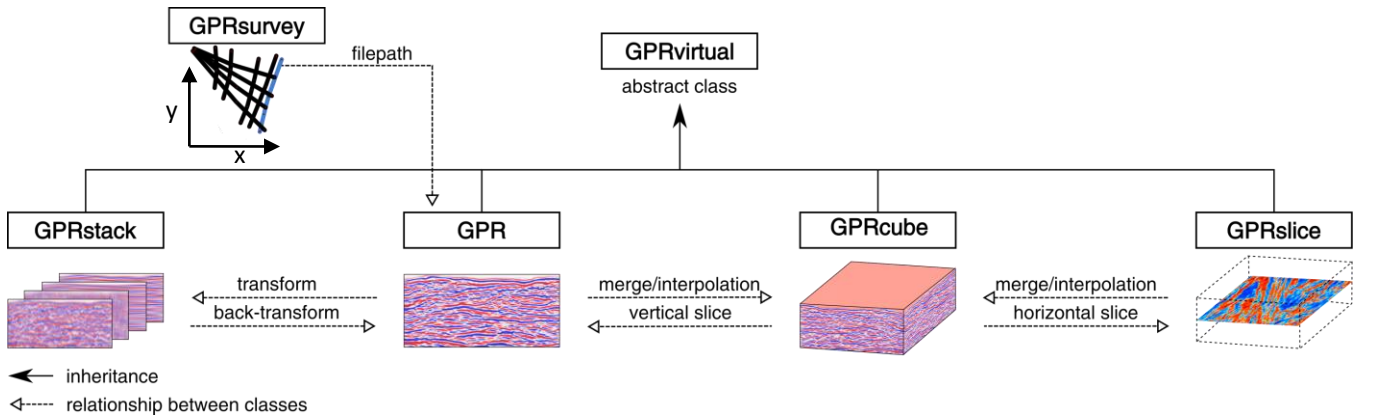 GPRsurvey
filepath
GPRvirtual
abstract class
y
x
GPRstack
GPR
GPRcube
GPRslice
transform
back-transform
merge/interpolation
vertical slice
merge/interpolation
horizontal slice
inheritance
relationship between classes